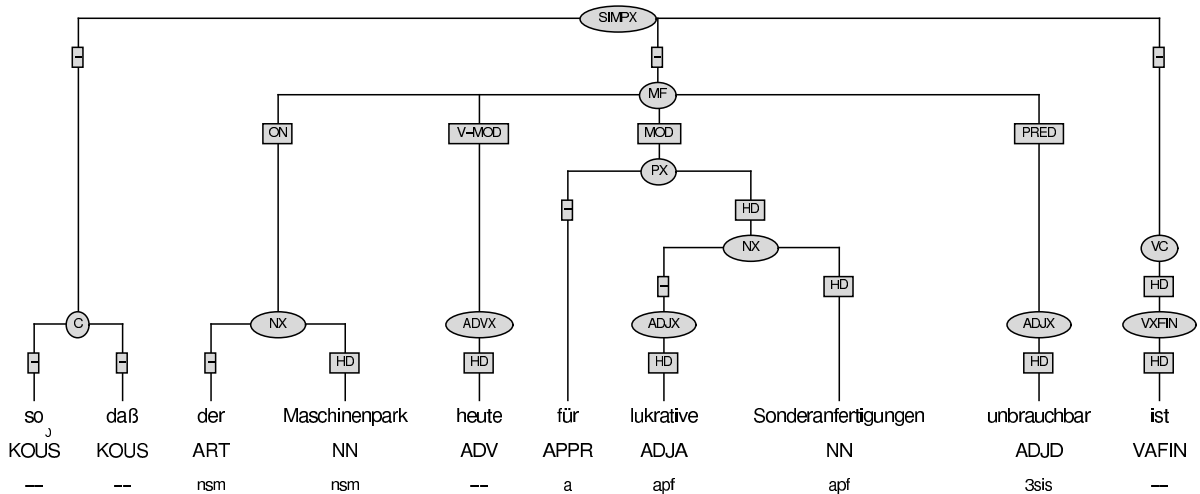 SIMPX
– – –
MF
ON V–MOD MOD PRED
PX
– HD
NX VC
– HD HD
C NX ADVX ADJX ADJX VXFIN
– – – HD HD HD HD HD
so daß der Maschinenpark heute für lukrative Sonderanfertigungen unbrauchbar ist
KOUS KOUS ART NN ADV APPR ADJA NN ADJD VAFIN
–– –– nsm nsm –– a apf apf 3sis ––